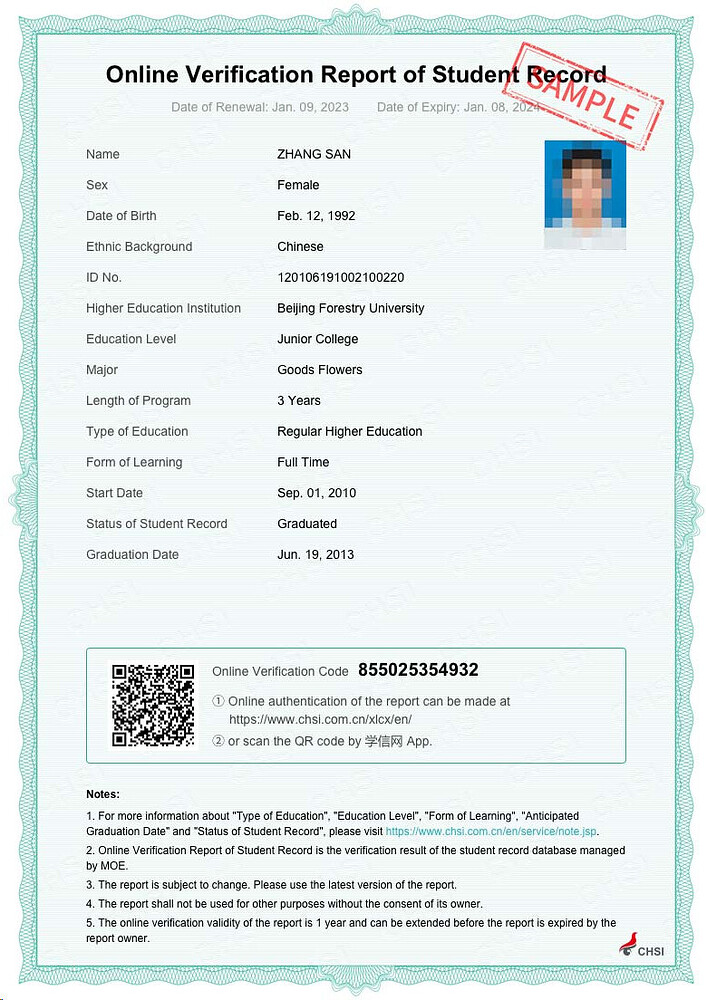 Online Verification Report of Student Record
SAMPLE
Date of Renewal: Jan. 09, 2023 Date of Expiry: Jan. 08, 2024
Name ZHANG SAN
Sex Female
Date of Birth Feb. 12, 1992
Ethnic Background Chinese
ID No. 120106191002100220
Higher Education Institution Beijing Forestry University
Education Level Junior College
Major Goods Flowers
Length of Program 3 Years
Type of Education Regular Higher Education
Form of Learning Full Time
Start Date Sep. 01, 2010
Status of Student Record Graduated
Graduation Date Jun. 19, 2013
Online Verification Code 855025354932
① Online authentication of the report can be made at
https://www.chsi.com.cn/xlcx/en/
② or scan the QR code by 学信网 App.
Notes:
1. For more information about "Type of Education", "Education Level", "Form of Learning", "Anticipated
Graduation Date" and "Status of Student Record", please visit https://www.chsi.com.cn/en/service/note.jsp.
2. Online Verification Report of Student Record is the verification result of the student record database managed
by MOE.
3. The report is subject to change. Please use the latest version of the report.
4. The report shall not be used for other purposes without the consent of its owner.
5. The online verification validity of the report is 1 year and can be extended before the report is expired by the
report owner.
CHSI